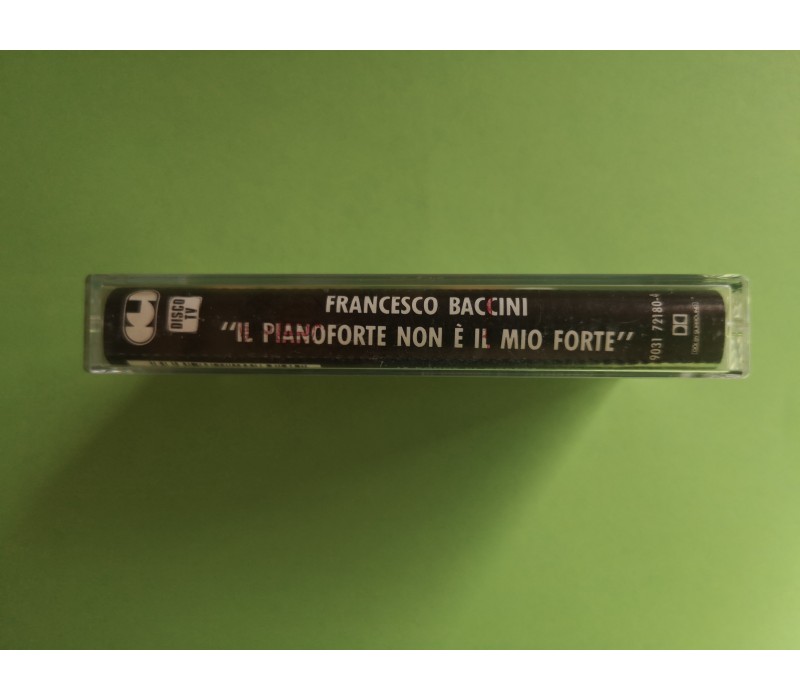 DISCO
TV
FRANCESCO BACCINI
"IL PIANOFORTE NON È IL MIO FORTE"
9031 72180-4